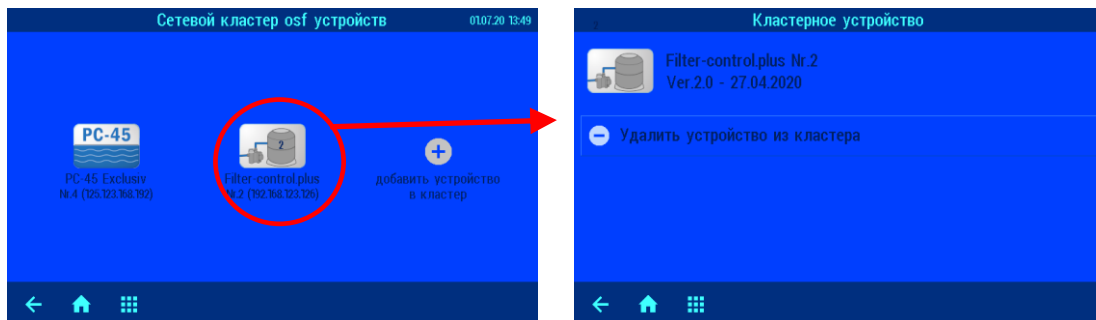 Сетевой кластер osf устройств
01.07.20 13:49
PC-45
2
PC-45 Exclusiv
Nr.4 (125.123.168.192)
Filter-control.plus
Nr.2 (192.168.123.126)
добавить устройство
в кластер
2
Кластерное устройство
Filter-control.plus Nr.2
Ver.2.0 - 27.04.2020
Удалить устройство из кластера